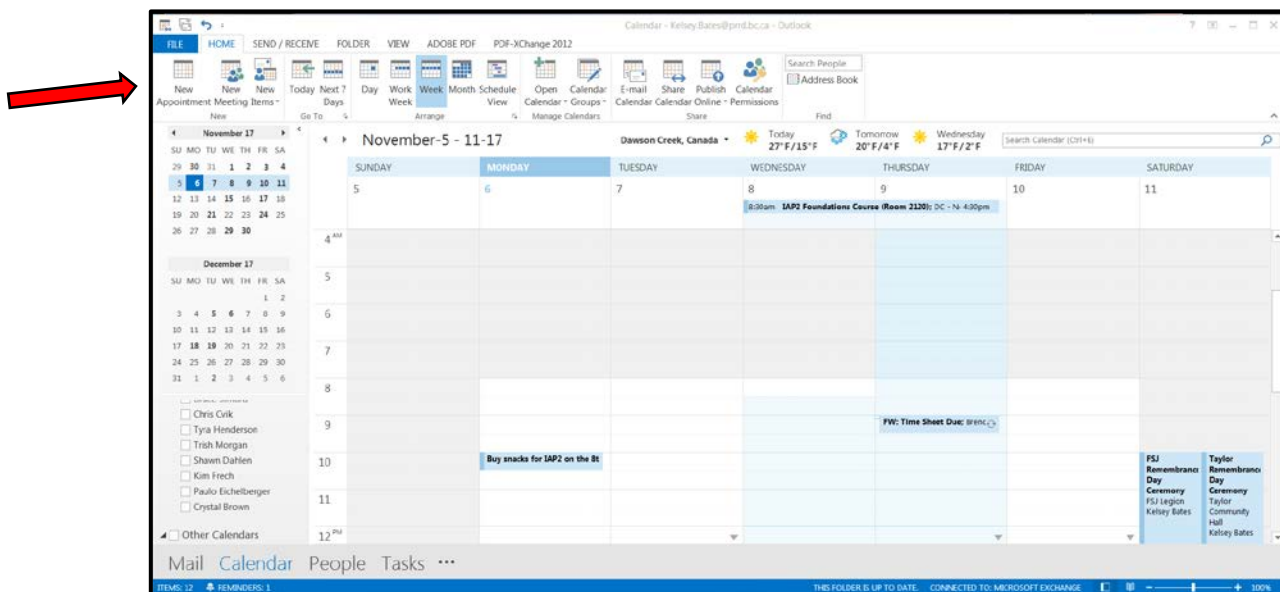 Calendar - Kelsey.Bates@prrd.bc.ca - Outlook
FILE HOME SEND / RECEIVE FOLDER VIEW ADOBE PDF PDF-XChange 2012
New Appointment
New Meeting
New Items
Today
Next 7 Days
Day
Work Week
Week
Month
Schedule View
Open Calendar
Calendar Groups
E-mail Calendar
Share Calendar
Publish Online
Calendar Permissions
Search People
Address Book
New
Go To
Arrange
Manage Calendars
Share
Find
November 17
SU MO TU WE TH FR SA
29 30 31 1 2 3 4
5 6 7 8 9 10 11
12 13 14 15 16 17 18
19 20 21 22 23 24 25
26 27 28 29 30
December 17
SU MO TU WE TH FR SA
1 2
3 4 5 6 7 8 9
10 11 12 13 14 15 16
17 18 19 20 21 22 23
24 25 26 27 28 29 30
31 1 2 3 4 5 6
Chris Cvik
Tyra Henderson
Trish Morgan
Shawn Dahlen
Kim Frech
Paulo Eichelberger
Crystal Brown
Other Calendars
November-5 - 11-17
Dawson Creek, Canada
Today
27°F/15°F
Tomorrow
20°F/4°F
Wednesday
17°F/2°F
Search Calendar (Ctrl+E)
SUNDAY MONDAY TUESDAY WEDNESDAY THURSDAY FRIDAY SATURDAY
5 6 7 8 9 10 11
8:30am IAP2 Foundations Course (Room 2120); DC - N- 4:30pm
4 AM
5
6
7
8
9
FW: Time Sheet Due;
10
Buy snacks for IAP2 on the 8t
11
12 PM
FSJ
Remembrance
Day
Ceremony
FSJ Legion
Kelsey Bates
Taylor
Remembrance
Day
Ceremony
Taylor
Community
Hall
Kelsey Bates
Mail Calendar People Tasks
ITEMS: 12 REMINDERS: 1
THIS FOLDER IS UP TO DATE. CONNECTED TO: MICROSOFT EXCHANGE
100%